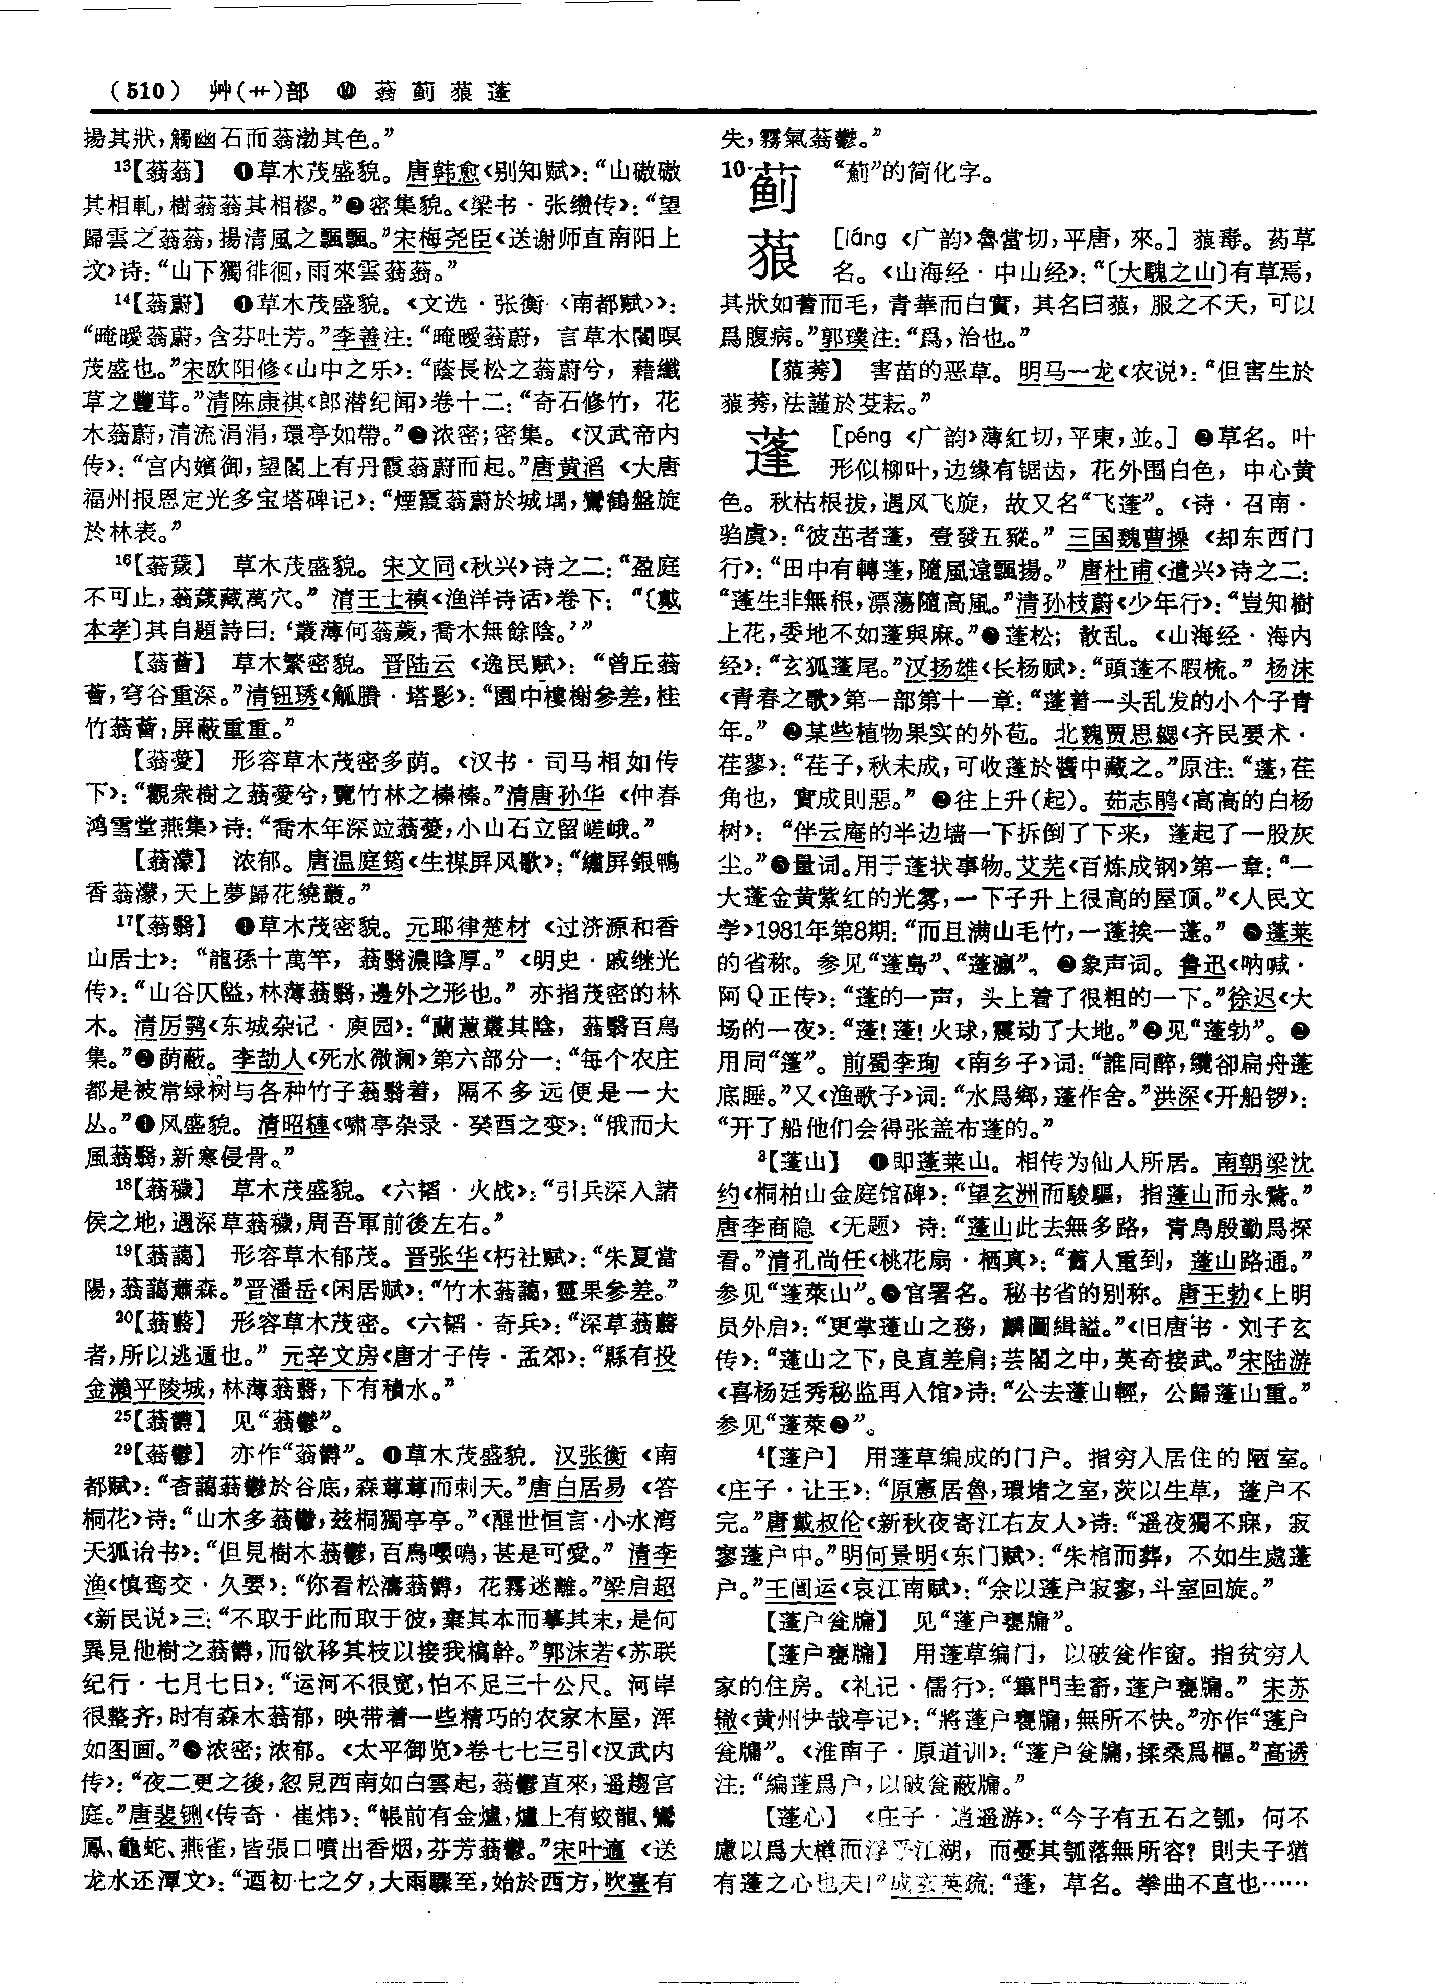 (510) 艸(艹)部 ⑩ 蓊蓟蒗蓬
揚其狀，觸幽石而蓊渤其色。”
13【蓊蓊】 ❶草木茂盛貌。唐韩愈《别知赋》：“山磝磝
其相軋，樹蓊蓊其相樛。”❷密集貌。《梁书·张缵传》：“望
歸雲之蓊蓊，揚清風之飄飄。”宋梅尧臣《送谢师直南阳上
坟》诗：“山下獨徘徊，雨來雲蓊蓊。”
14【蓊蔚】 ❶草木茂盛貌。《文选·张衡〈南都赋〉》：
“晻曖蓊蔚，含芬吐芳。”李善注：“晻曖蓊蔚，言草木闇暝
茂盛也。”宋欧阳修《山中之乐》：“蔭長松之蓊蔚兮，藉纖
草之豐茸。”清陈康祺《郎潜纪闻》卷十二：“奇石修竹，花
木蓊蔚，清流涓涓，環亭如帶。”❷浓密；密集。《汉武帝内
传》：“宫内嬪御，望閣上有丹霞蓊蔚而起。”唐黄滔《大唐
福州报恩定光多宝塔碑记》：“煙霞蓊蔚於城堣，鸞鶴盤旋
於林表。”
16【蓊薉】 草木茂盛貌。宋文同《秋兴》诗之二：“盈庭
不可止，蓊薉藏萬穴。”清王士禛《渔洋诗话》卷下：“〔戴
本孝〕其自題詩曰：‘叢薄何蓊薉，喬木無餘陰。’”
【蓊薈】 草木繁密貌。晋陆云《逸民赋》：“曾丘蓊
薈，穹谷重深。”清钮琇《觚賸·塔影》：“園中樓榭參差，桂
竹蓊薈，屏蔽重重。”
【蓊薆】 形容草木茂密多荫。《汉书·司马相如传
下》：“觀衆樹之蓊薆兮，覽竹林之榛榛。”清唐孙华《仲春
鸿雪堂燕集》诗：“喬木年深竝蓊薆，小山石立留嵯峨。”
【蓊濛】 浓郁。唐温庭筠《生禖屏风歌》：“繡屏銀鴨
香蓊濛，天上夢歸花繞叢。”
17【蓊翳】 ❶草木茂密貌。元耶律楚材《过济源和香
山居士》：“龍孫十萬竿，蓊翳濃陰厚。”《明史·戚继光
传》：“山谷仄隘，林薄蓊翳，邊外之形也。”亦指茂密的林
木。清厉鹗《东城杂记·庾园》：“蘭蕙叢其陰，蓊翳百鳥
集。”❷荫蔽。李劼人《死水微澜》第六部分一：“每个农庄
都是被常绿树与各种竹子蓊翳着，隔不多远便是一大
丛。”❸风盛貌。清昭槤《啸亭杂录·癸酉之变》：“俄而大
風蓊翳，新寒侵骨。”
18【蓊穢】 草木茂盛貌。《六韬·火战》：“引兵深入諸
侯之地，遇深草蓊穢，周吾軍前後左右。”
19【蓊藹】 形容草木郁茂。晋张华《朽社赋》：“朱夏當
陽，蓊藹蕭森。”晋潘岳《闲居赋》：“竹木蓊藹，靈果參差。”
20【蓊蘙】 形容草木茂密。《六韬·奇兵》：“深草蓊蘙
者，所以逃遁也。”元辛文房《唐才子传·孟郊》：“縣有投
金瀨平陵城，林薄蓊蘙，下有積水。”
25【蓊欝】 见“蓊鬱”。
29【蓊鬱】 亦作“蓊欝”。❶草木茂盛貌。汉张衡《南
都赋》：“杳藹蓊鬱於谷底，森蓴蓴而刺天。”唐白居易《答
桐花》诗：“山木多蓊鬱，兹桐獨亭亭。”《醒世恒言·小水湾
天狐诒书》：“但見樹木蓊鬱，百鳥嚶鳴，甚是可愛。”清李
渔《慎鸾交·久要》：“你看松濤蓊欝，花霧迷離。”梁启超
《新民说》三：“不取于此而取于彼，棄其本而摹其末，是何
異見他樹之蓊欝，而欲移其枝以接我槁幹。”郭沫若《苏联
纪行·七月七日》：“运河不很宽，怕不足三十公尺。河岸
很整齐，时有森木蓊郁，映带着一些精巧的农家木屋，浑
如图画。”❷浓密；浓郁。《太平御览》卷七七三引《汉武内
传》：“夜二更之後，忽見西南如白雲起，蓊鬱直來，遥趨宫
庭。”唐裴铏《传奇·崔炜》：“帳前有金爐，爐上有蛟龍、鸞
鳳、龜蛇、燕雀，皆張口噴出香烟，芬芳蓊鬱。”宋叶適《送
龙水还潭文》：“迺初七之夕，大雨驟至，始於西方，吹臺有
失，霧氣蓊鬱。”
10 蓟 “薊”的简化字。
蒗 [láng 《广韵》魯當切，平唐，來。] 蒗蓐。药草
名。《山海经·中山经》：“〔大騩之山〕有草焉，
其狀如蓍而毛，青華而白實，其名曰蒗，服之不夭，可以
爲腹病。”郭璞注：“爲，治也。”
【蒗莠】 害苗的恶草。明马一龙《农说》：“但害生於
蒗莠，法謹於芟耘。”
蓬 [péng 《广韵》薄紅切，平東，並。] ❶草名。叶
形似柳叶，边缘有锯齿，花外围白色，中心黄
色。秋枯根拔，遇风飞旋，故又名“飞蓬”。《诗·召南·
驺虞》：“彼茁者蓬，壹發五豵。”三国魏曹操《却东西门
行》：“田中有轉蓬，隨風遠飄揚。”唐杜甫《遣兴》诗之二：
“蓬生非無根，漂蕩隨高風。”清孙枝蔚《少年行》：“豈知樹
上花，委地不如蓬與麻。”❷蓬松；散乱。《山海经·海内
经》：“玄狐蓬尾。”汉扬雄《长杨赋》：“頭蓬不暇梳。”杨沫
《青春之歌》第一部第十一章：“蓬着一头乱发的小个子青
年。”❸某些植物果实的外苞。北魏贾思勰《齐民要术·
荏蓼》：“荏子，秋未成，可收蓬於醬中藏之。”原注：“蓬，荏
角也，實成則惡。”❹往上升(起)。茹志鹃《高高的白杨
树》：“伴云庵的半边墙一下拆倒了下来，蓬起了一股灰
尘。”❺量词。用于蓬状事物。艾芜《百炼成钢》第一章：“一
大蓬金黄紫红的光雾，一下子升上很高的屋顶。”《人民文
学》1981年第8期：“而且满山毛竹，一蓬挨一蓬。”❻蓬莱
的省称。参见“蓬島”、“蓬瀛”。❼象声词。鲁迅《呐喊·
阿Q正传》：“蓬的一声，头上着了很粗的一下。”徐迟《大
场的一夜》：“蓬！蓬！火球，震动了大地。”❽见“蓬勃”。❾
用同“篷”。前蜀李珣《南乡子》词：“誰同醉，纜卻扁舟蓬
底睡。”又《渔歌子》词：“水爲鄉，蓬作舍。”洪深《开船锣》：
“开了船他们会得张盖布蓬的。”
3【蓬山】 ❶即蓬莱山。相传为仙人所居。南朝梁沈
约《桐柏山金庭馆碑》：“望玄洲而駿驅，指蓬山而永鶩。”
唐李商隐《无题》诗：“蓬山此去無多路，青鳥殷勤爲探
看。”清孔尚任《桃花扇·栖真》：“舊人重到，蓬山路通。”
参见“蓬萊山”。❷官署名。秘书省的别称。唐王勃《上明
员外启》：“更掌蓬山之務，麟圖緝謚。”《旧唐书·刘子玄
传》：“蓬山之下，良直差肩；芸閣之中，英奇接武。”宋陆游
《喜杨廷秀秘监再入馆》诗：“公去蓬山輕，公歸蓬山重。”
参见“蓬萊❷”。
4【蓬户】 用蓬草编成的门户。指穷人居住的陋室。
《庄子·让王》：“原憲居魯，環堵之室，茨以生草，蓬户不
完。”唐戴叔伦《新秋夜寄江右友人》诗：“遥夜獨不寐，寂
寥蓬户中。”明何景明《东门赋》：“朱棺而葬，不如生處蓬
户。”王闿运《哀江南赋》：“余以蓬户寂寥，斗室回旋。”
【蓬户瓮牖】 见“蓬户甕牖”。
【蓬户甕牖】 用蓬草编门，以破瓮作窗。指贫穷人
家的住房。《礼记·儒行》：“篳門圭窬，蓬户甕牖。”宋苏
辙《黄州快哉亭记》：“將蓬户甕牖，無所不快。”亦作“蓬户
瓮牖”。《淮南子·原道训》：“蓬户瓮牖，揉桑爲樞。”高诱
注：“編蓬爲户，以破瓮蔽牖。”
【蓬心】 《庄子·逍遥游》：“今子有五石之瓠，何不
慮以爲大樽而浮乎江湖，而憂其瓠落無所容？則夫子猶
有蓬之心也夫！”成玄英疏：“蓬，草名。拳曲不直也……